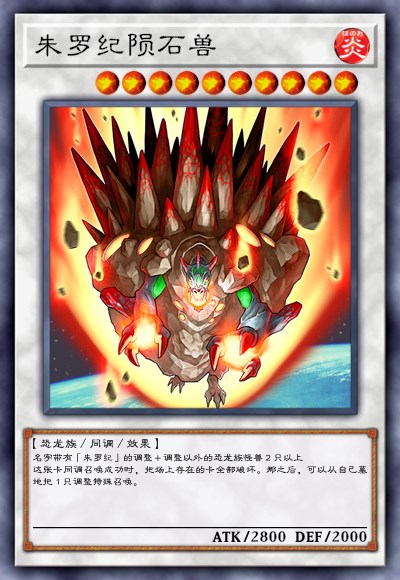 朱罗纪陨石兽
ほのお
炎
【恐龙族／同调／效果】
名字带有「朱罗纪」的调整＋调整以外的恐龙族怪兽2只以上
这张卡同调召唤成功时，把场上存在的卡全部破坏。那之后，可以从自己墓
地把1只调整特殊召唤。
ATK/2800 DEF/2000